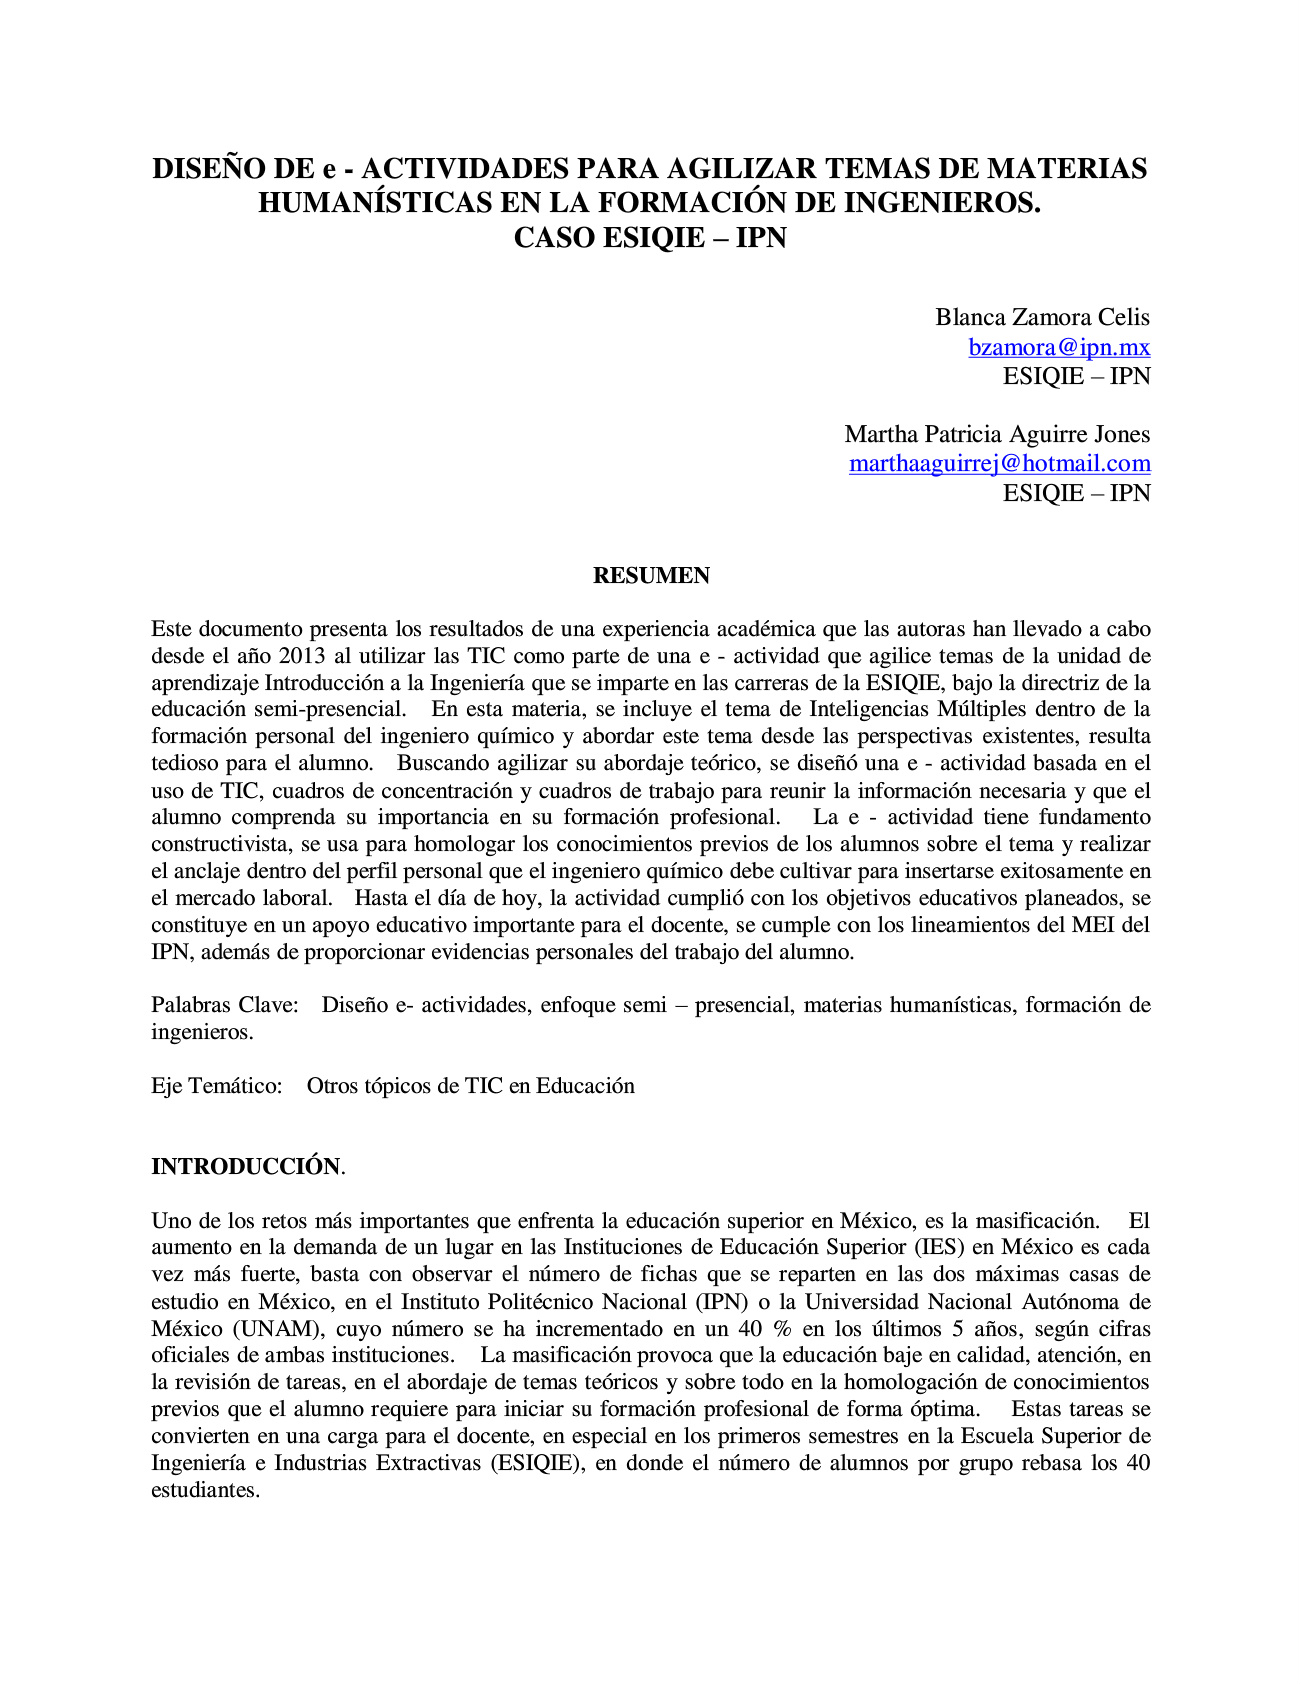 DISEÑO DE e - ACTIVIDADES PARA AGILIZAR TEMAS DE MATERIAS
HUMANÍSTICAS EN LA FORMACIÓN DE INGENIEROS.
CASO ESIQIE – IPN
Blanca Zamora Celis
bzamora@ipn.mx
ESIQIE – IPN
Martha Patricia Aguirre Jones
marthaaguirrej@hotmail.com
ESIQIE – IPN
RESUMEN
Este documento presenta los resultados de una experiencia académica que las autoras han llevado a cabo
desde el año 2013 al utilizar las TIC como parte de una e - actividad que agilice temas de la unidad de
aprendizaje Introducción a la Ingeniería que se imparte en las carreras de la ESIQIE, bajo la directriz de la
educación semi-presencial. En esta materia, se incluye el tema de Inteligencias Múltiples dentro de la
formación personal del ingeniero químico y abordar este tema desde las perspectivas existentes, resulta
tedioso para el alumno. Buscando agilizar su abordaje teórico, se diseñó una e - actividad basada en el
uso de TIC, cuadros de concentración y cuadros de trabajo para reunir la información necesaria y que el
alumno comprenda su importancia en su formación profesional. La e - actividad tiene fundamento
constructivista, se usa para homologar los conocimientos previos de los alumnos sobre el tema y realizar
el anclaje dentro del perfil personal que el ingeniero químico debe cultivar para insertarse exitosamente en
el mercado laboral. Hasta el día de hoy, la actividad cumplió con los objetivos educativos planeados, se
constituye en un apoyo educativo importante para el docente, se cumple con los lineamientos del MEI del
IPN, además de proporcionar evidencias personales del trabajo del alumno.
Palabras Clave: Diseño e- actividades, enfoque semi – presencial, materias humanísticas, formación de
ingenieros.
Eje Temático: Otros tópicos de TIC en Educación
INTRODUCCIÓN.
Uno de los retos más importantes que enfrenta la educación superior en México, es la masificación. El
aumento en la demanda de un lugar en las Instituciones de Educación Superior (IES) en México es cada
vez más fuerte, basta con observar el número de fichas que se reparten en las dos máximas casas de
estudio en México, en el Instituto Politécnico Nacional (IPN) o la Universidad Nacional Autónoma de
México (UNAM), cuyo número se ha incrementado en un 40 % en los últimos 5 años, según cifras
oficiales de ambas instituciones. La masificación provoca que la educación baje en calidad, atención, en
la revisión de tareas, en el abordaje de temas teóricos y sobre todo en la homologación de conocimientos
previos que el alumno requiere para iniciar su formación profesional de forma óptima. Estas tareas se
convierten en una carga para el docente, en especial en los primeros semestres en la Escuela Superior de
Ingeniería e Industrias Extractivas (ESIQIE), en donde el número de alumnos por grupo rebasa los 40
estudiantes.